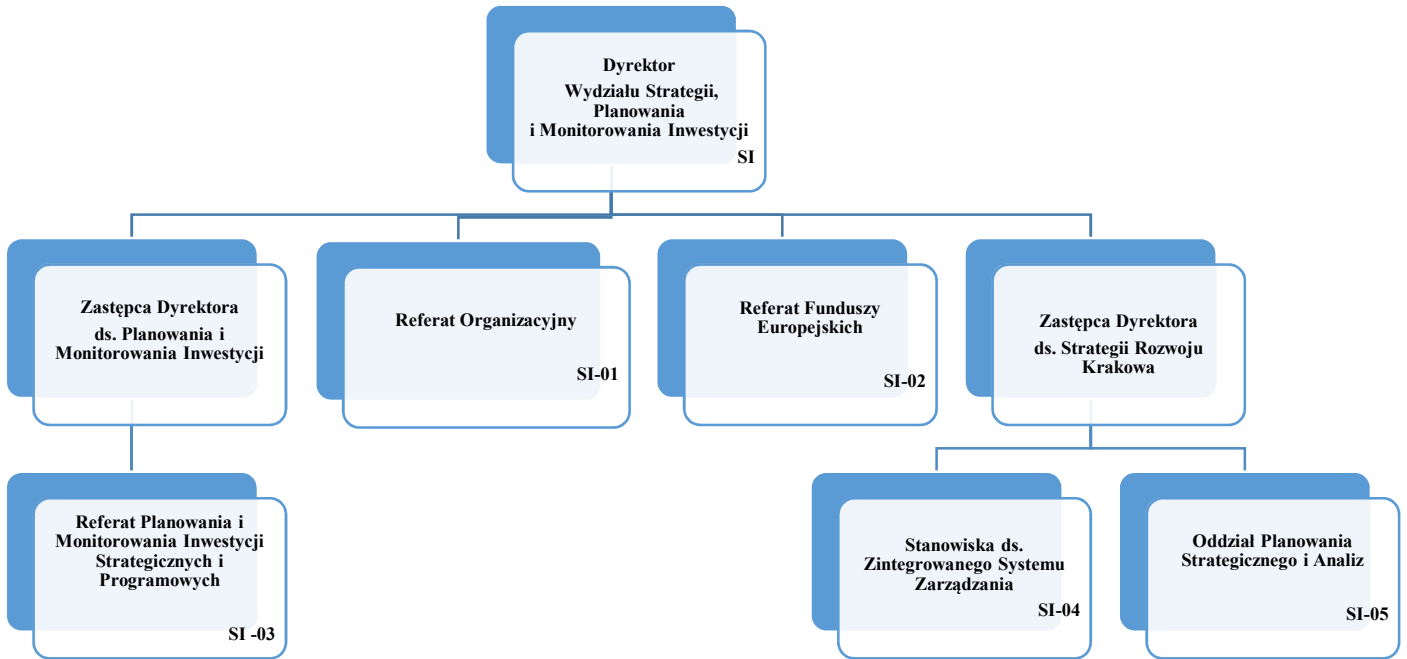 Dyrektor
Wydziału Strategii,
Planowania
i Monitorowania Inwestycji
SI
Zastępca Dyrektora
ds. Planowania i
Monitorowania Inwestycji
Referat Organizacyjny
SI-01
Referat Funduszy
Europejskich
SI-02
Zastępca Dyrektora
ds. Strategii Rozwoju
Krakowa
Referat Planowania i
Monitorowania Inwestycji
Strategicznych i
Programowych
SI -03
Stanowiska ds.
Zintegrowanego Systemu
Zarządzania
SI-04
Oddział Planowania
Strategicznego i Analiz
SI-05